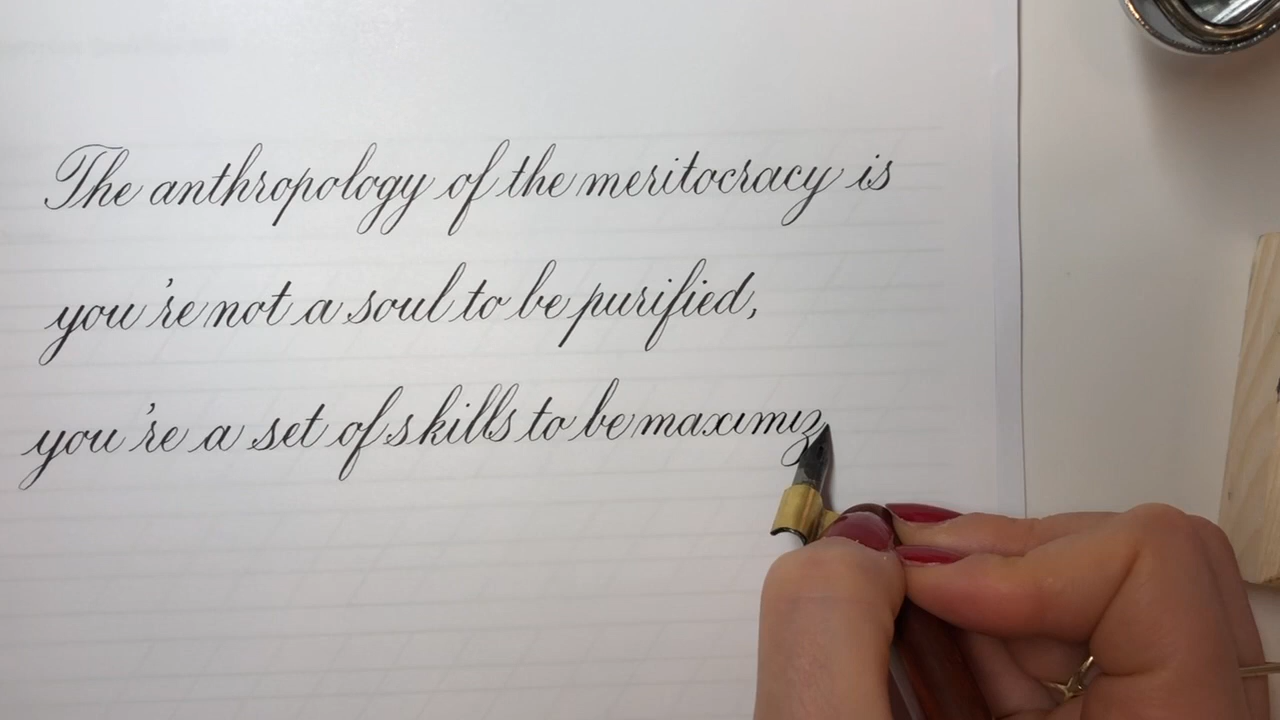 The anthropology of the meritocracy is
you're not a soul to be purified,
you're a set of skills to be maximiz